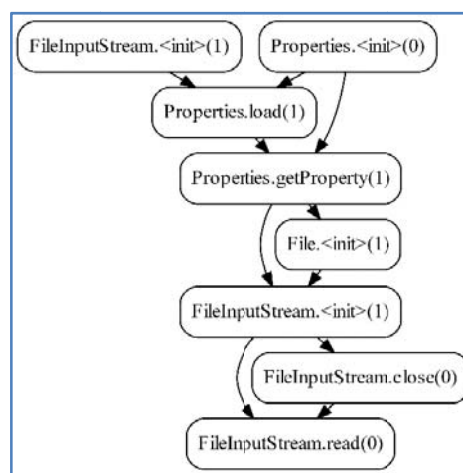 FileInputStream.<init>(1)
Properties.<init>(0)
Properties.load(1)
Properties.getProperty(1)
File.<init>(1)
FileInputStream.<init>(1)
FileInputStream.close(0)
FileInputStream.read(0)